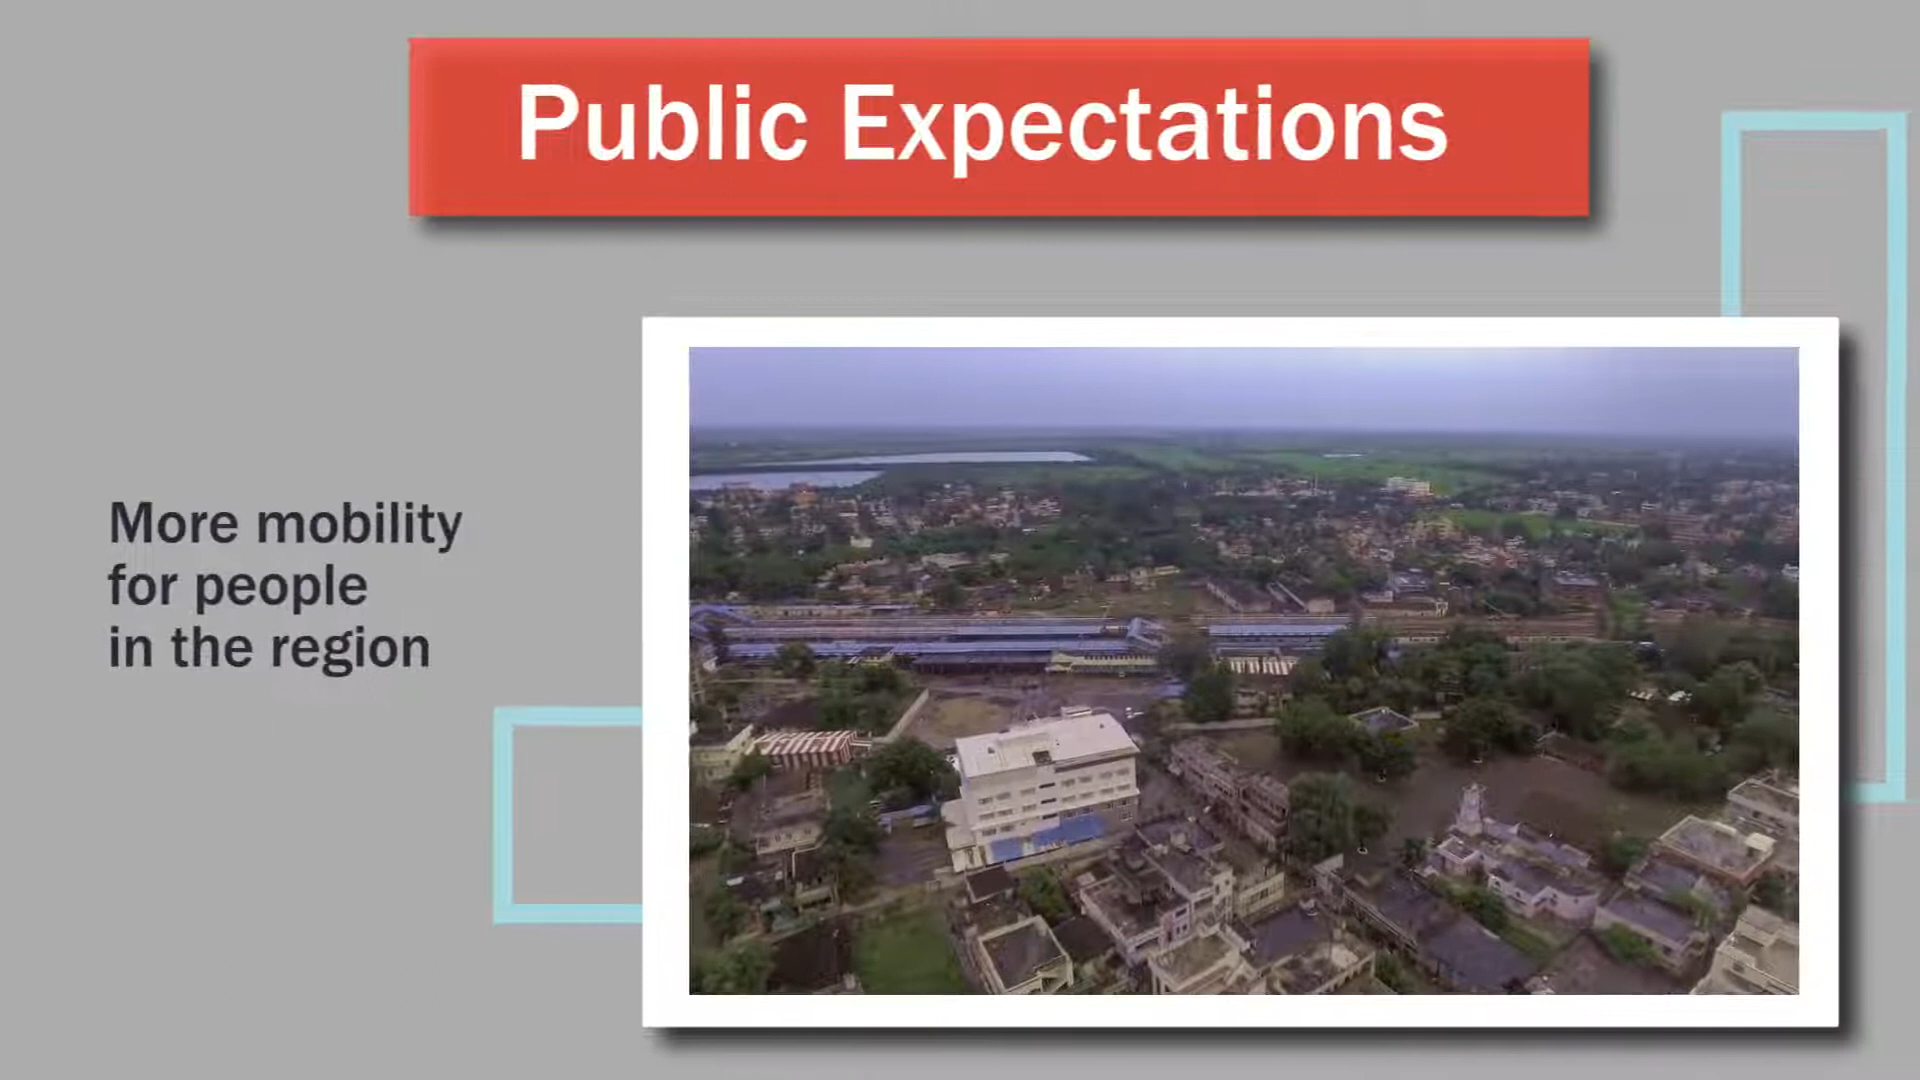 Public Expectations
More mobility
for people
in the region